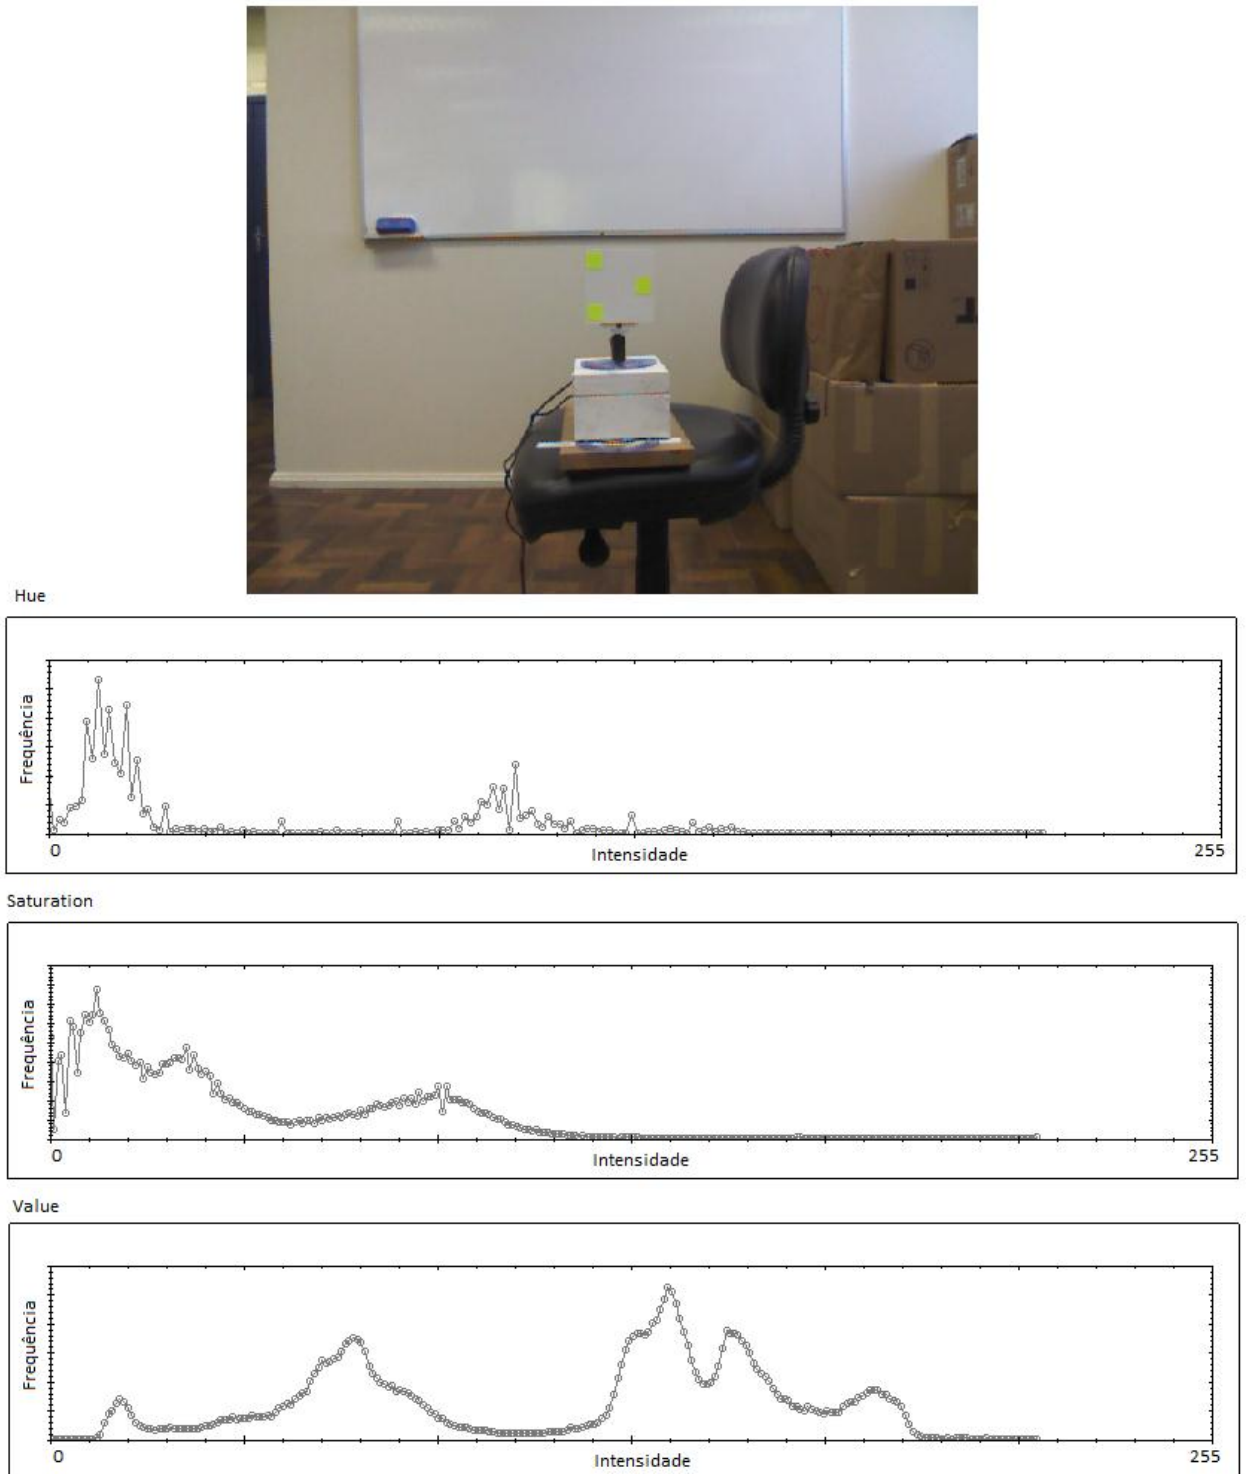 Hue
Frequência
0
Intensidade
255
Saturation
Frequência
0
Intensidade
255
Value
Frequência
0
Intensidade
255